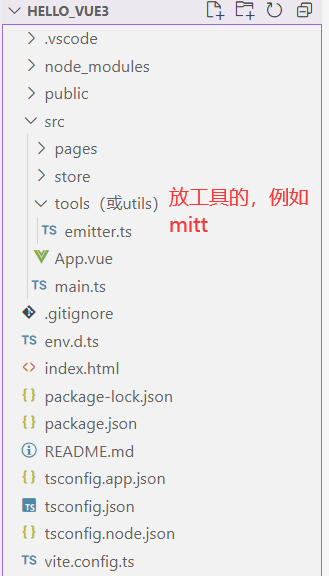 HELLO_VUE3
.vscode
node_modules
public
src
pages
store
tools（或utils）
放工具的，例如
mitt
TS emitter.ts
App.vue
TS main.ts
.gitignore
TS env.d.ts
index.html
package-lock.json
package.json
README.md
tsconfig.app.json
TS tsconfig.json
tsconfig.node.json
TS vite.config.ts